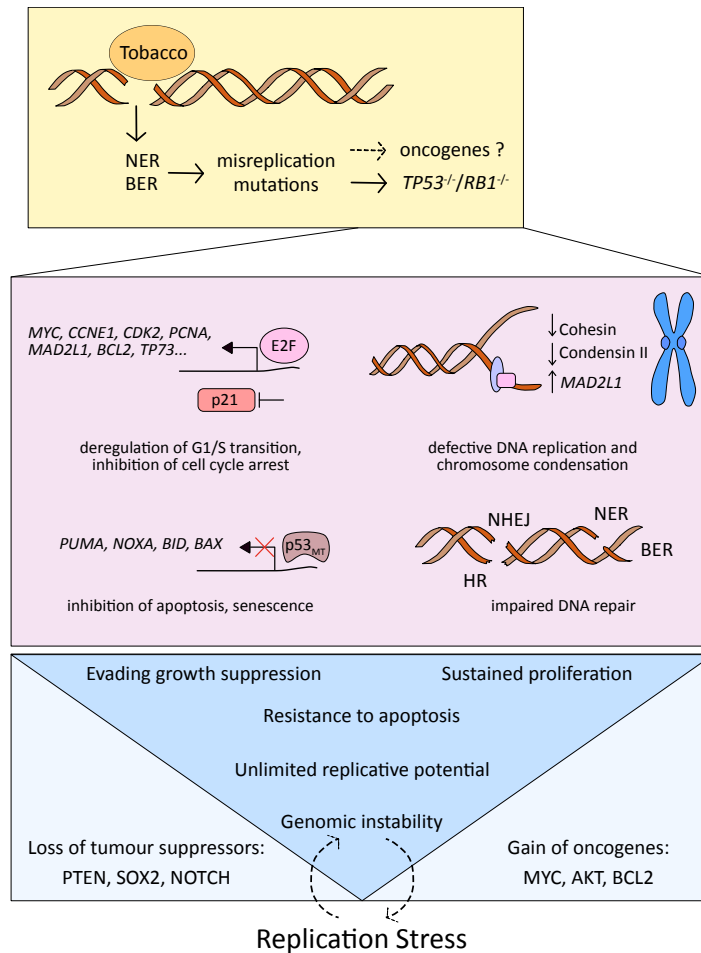 Tobacco
NER
BER
misreplication
mutations
oncogenes ?
TP53-/-/RB1-/-
MYC, CCNE1, CDK2, PCNA,
MAD2L1, BCL2, TP73...
E2F
p21
deregulation of G1/S transition,
inhibition of cell cycle arrest
Cohesin
Condensin II
MAD2L1
defective DNA replication and
chromosome condensation
PUMA, NOXA, BID, BAX
p53MT
inhibition of apoptosis, senescence
NHEJ
NER
BER
HR
impaired DNA repair
Evading growth suppression
Sustained proliferation
Resistance to apoptosis
Unlimited replicative potential
Genomic instability
Loss of tumour suppressors:
PTEN, SOX2, NOTCH
Gain of oncogenes:
MYC, AKT, BCL2
Replication Stress